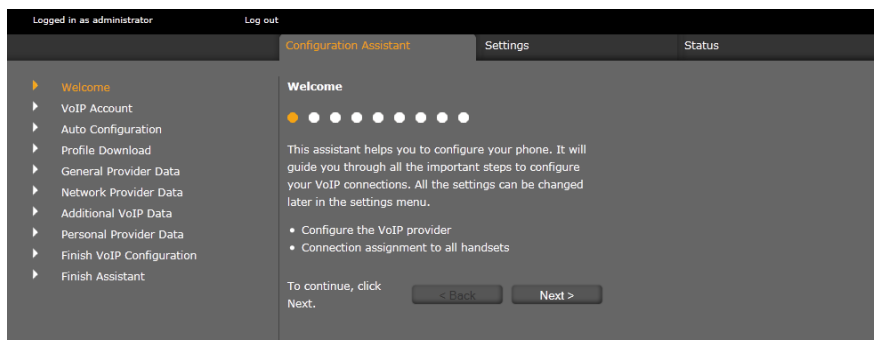 Logged in as administrator
Log out
Configuration Assistant
Settings
Status
Welcome
VoIP Account
Auto Configuration
Profile Download
General Provider Data
Network Provider Data
Additional VoIP Data
Personal Provider Data
Finish VoIP Configuration
Finish Assistant
Welcome
This assistant helps you to configure your phone. It will
guide you through all the important steps to configure
your VoIP connections. All the settings can be changed
later in the settings menu.
• Configure the VoIP provider
• Connection assignment to all handsets
To continue, click
Next.
< Back
Next >